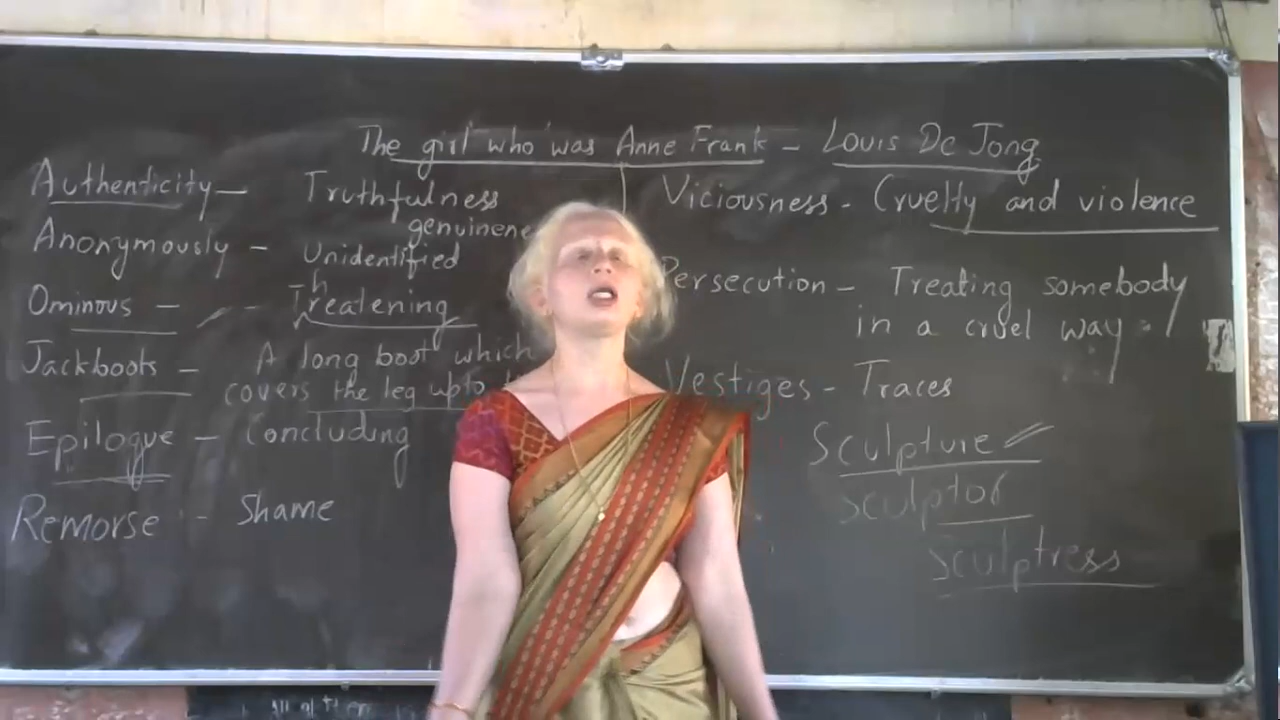 The girl who was Anne Frank - Louis De Jong
Authenticity - Truthfulness
genuinene
Anonymously - Unidentified
Ominous - - Threatening
Jackboots - A long boot which
covers the leg upto
Epilogue - Concluding
Remorse - Shame
Viciousness - Cruelty and violence
Persecution - Treating somebody
in a cruel way.
Vestiges - Traces
Sculpture
Sculptor
Sculptress